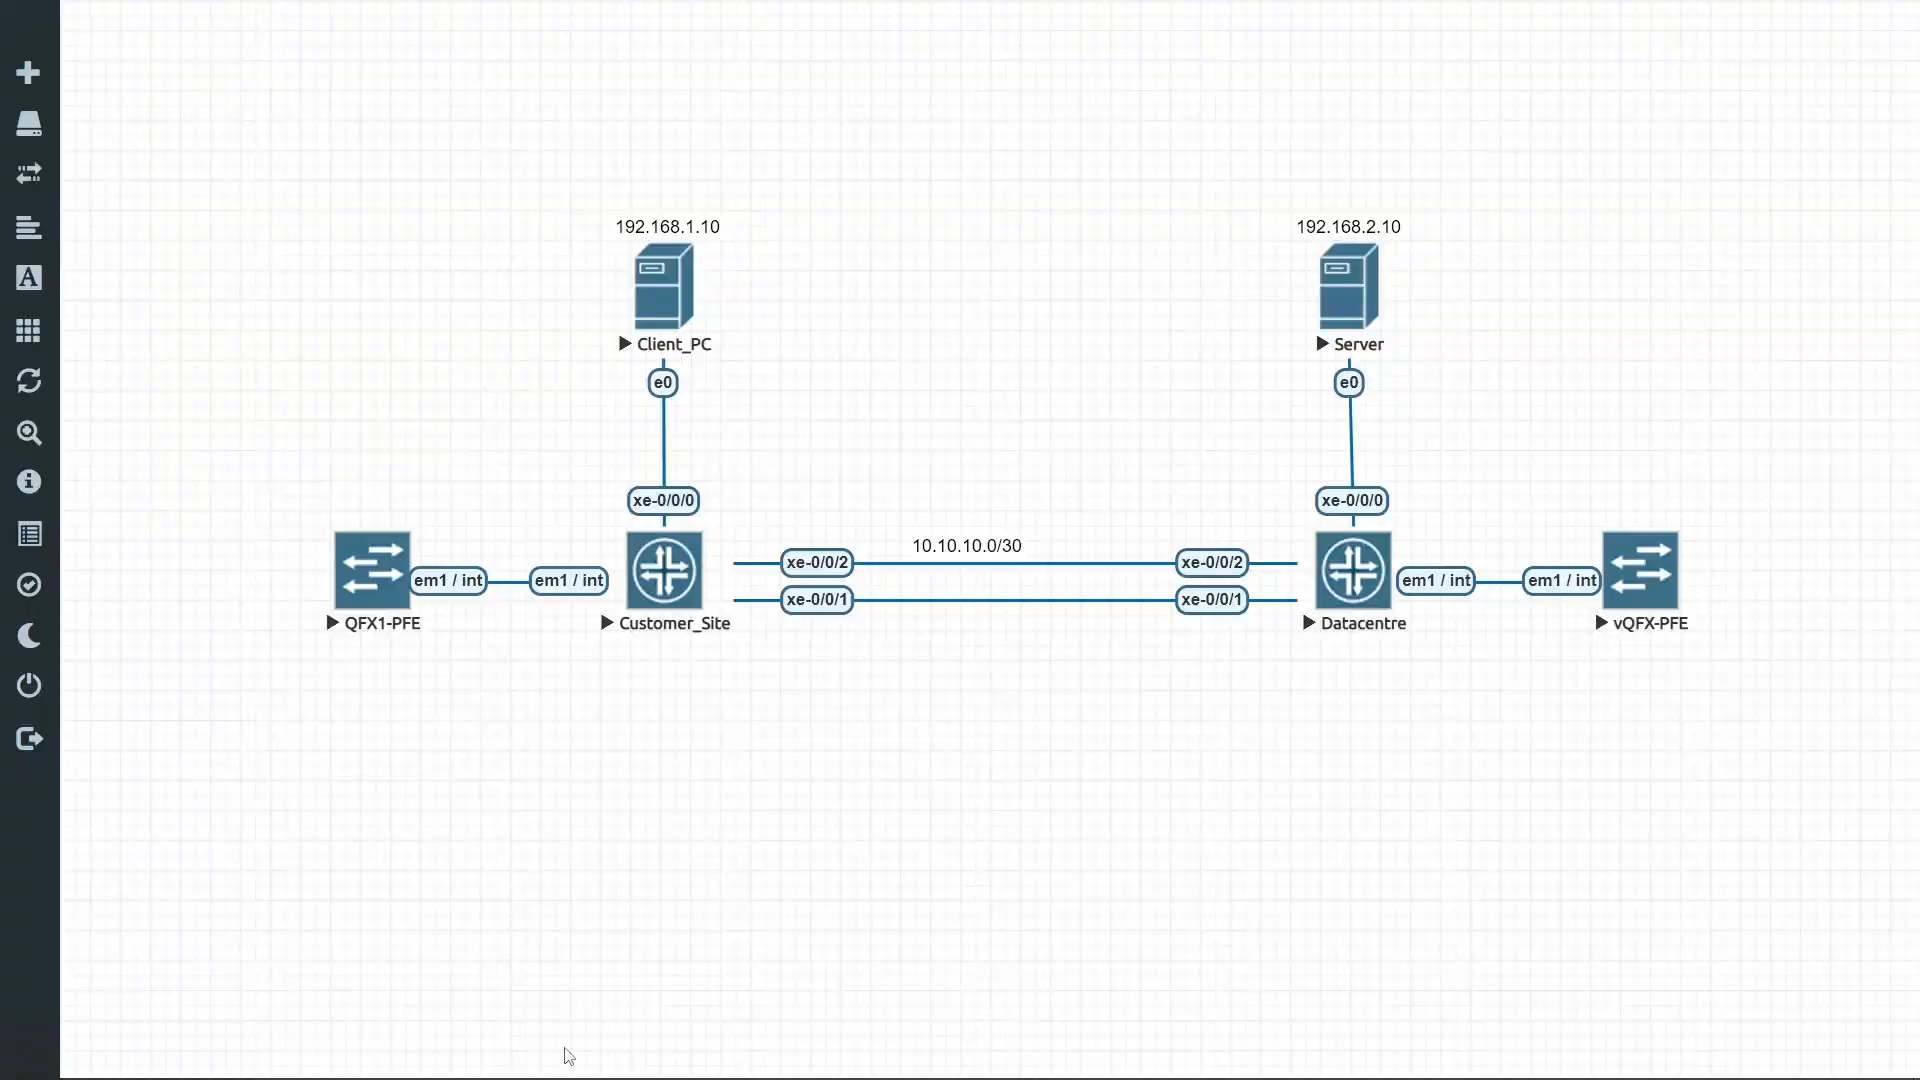 192.168.1.10
192.168.2.10
Client_PC
Server
e0
e0
xe-0/0/0
xe-0/0/0
10.10.10.0/30
xe-0/0/2
xe-0/0/2
em1 / int
em1 / int
em1 / int
em1 / int
xe-0/0/1
xe-0/0/1
QFX1-PFE
Customer_Site
Datacentre
vQFX-PFE